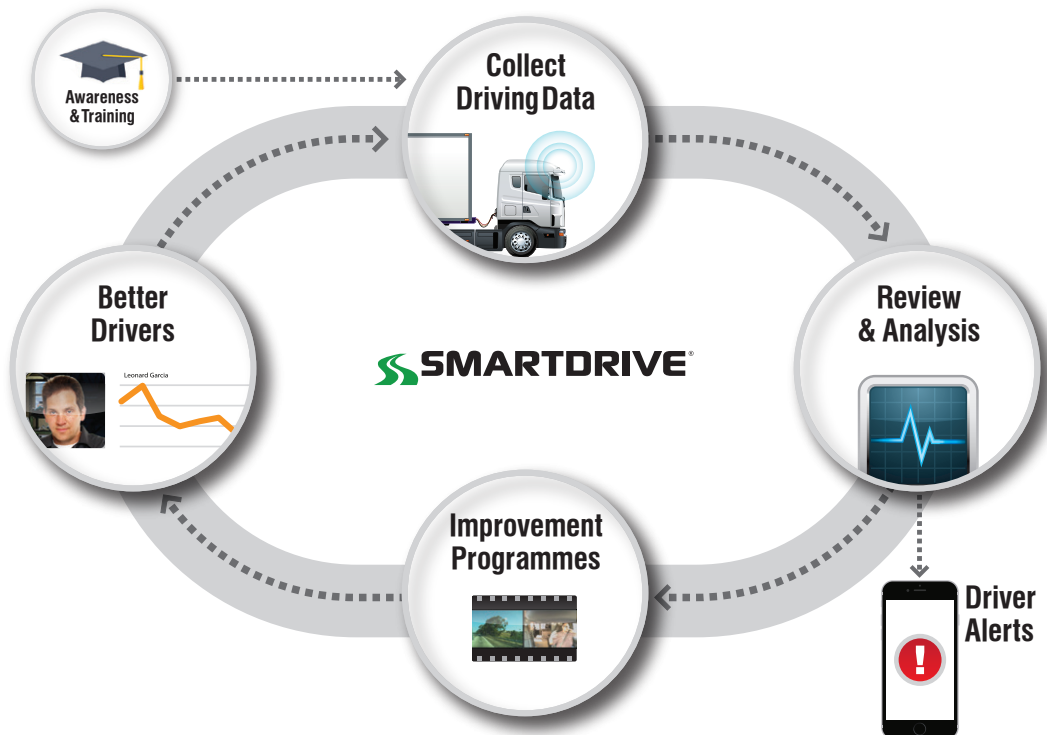 Awareness
& Training
Collect
Driving Data
Better
Drivers
Leonard Garcia
Review
& Analysis
SMARTDRIVE®
Improvement
Programmes
Driver
Alerts